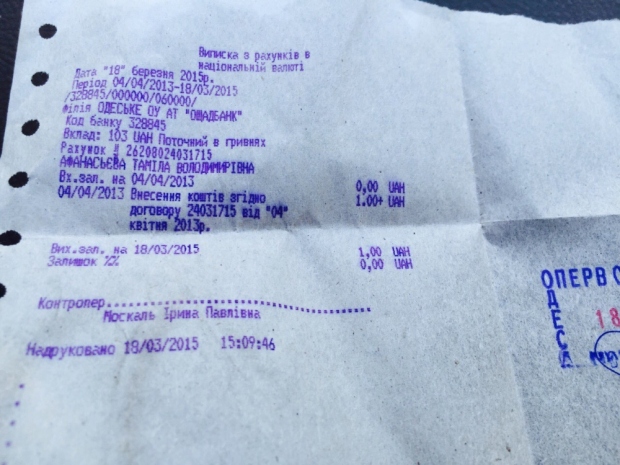 Виписка з рахунків в
національній валюті
Дата "18" березня 2015р.
Період 04/04/2013-18/03/2015
/328845/000000/060000/
філія ОДЕСЬКЕ ОУ АТ "ОЩАДБАНК"
Код банку 328845
Вклад: 103 UAH Поточний в гривнях
Рахунок # 26208024031715
АФАНАСЬЄВА ТАМІЛА ВОЛОДИМИРІВНА
Вх.зал. на 04/04/2013 0,00 UAH
04/04/2013 Внесення коштів згідно 1.00+ UAH
договору 24031715 від "04"
квітня 2013р.
Вих.зал. на 18/03/2015 1,00 UAH
Залишок %% 0,00 UAH
Контролер......................................
Москаль Ірина Павлівна
Надруковано 18/03/2015 15:09:46
ОПЕРВ
ОДЕСА
18